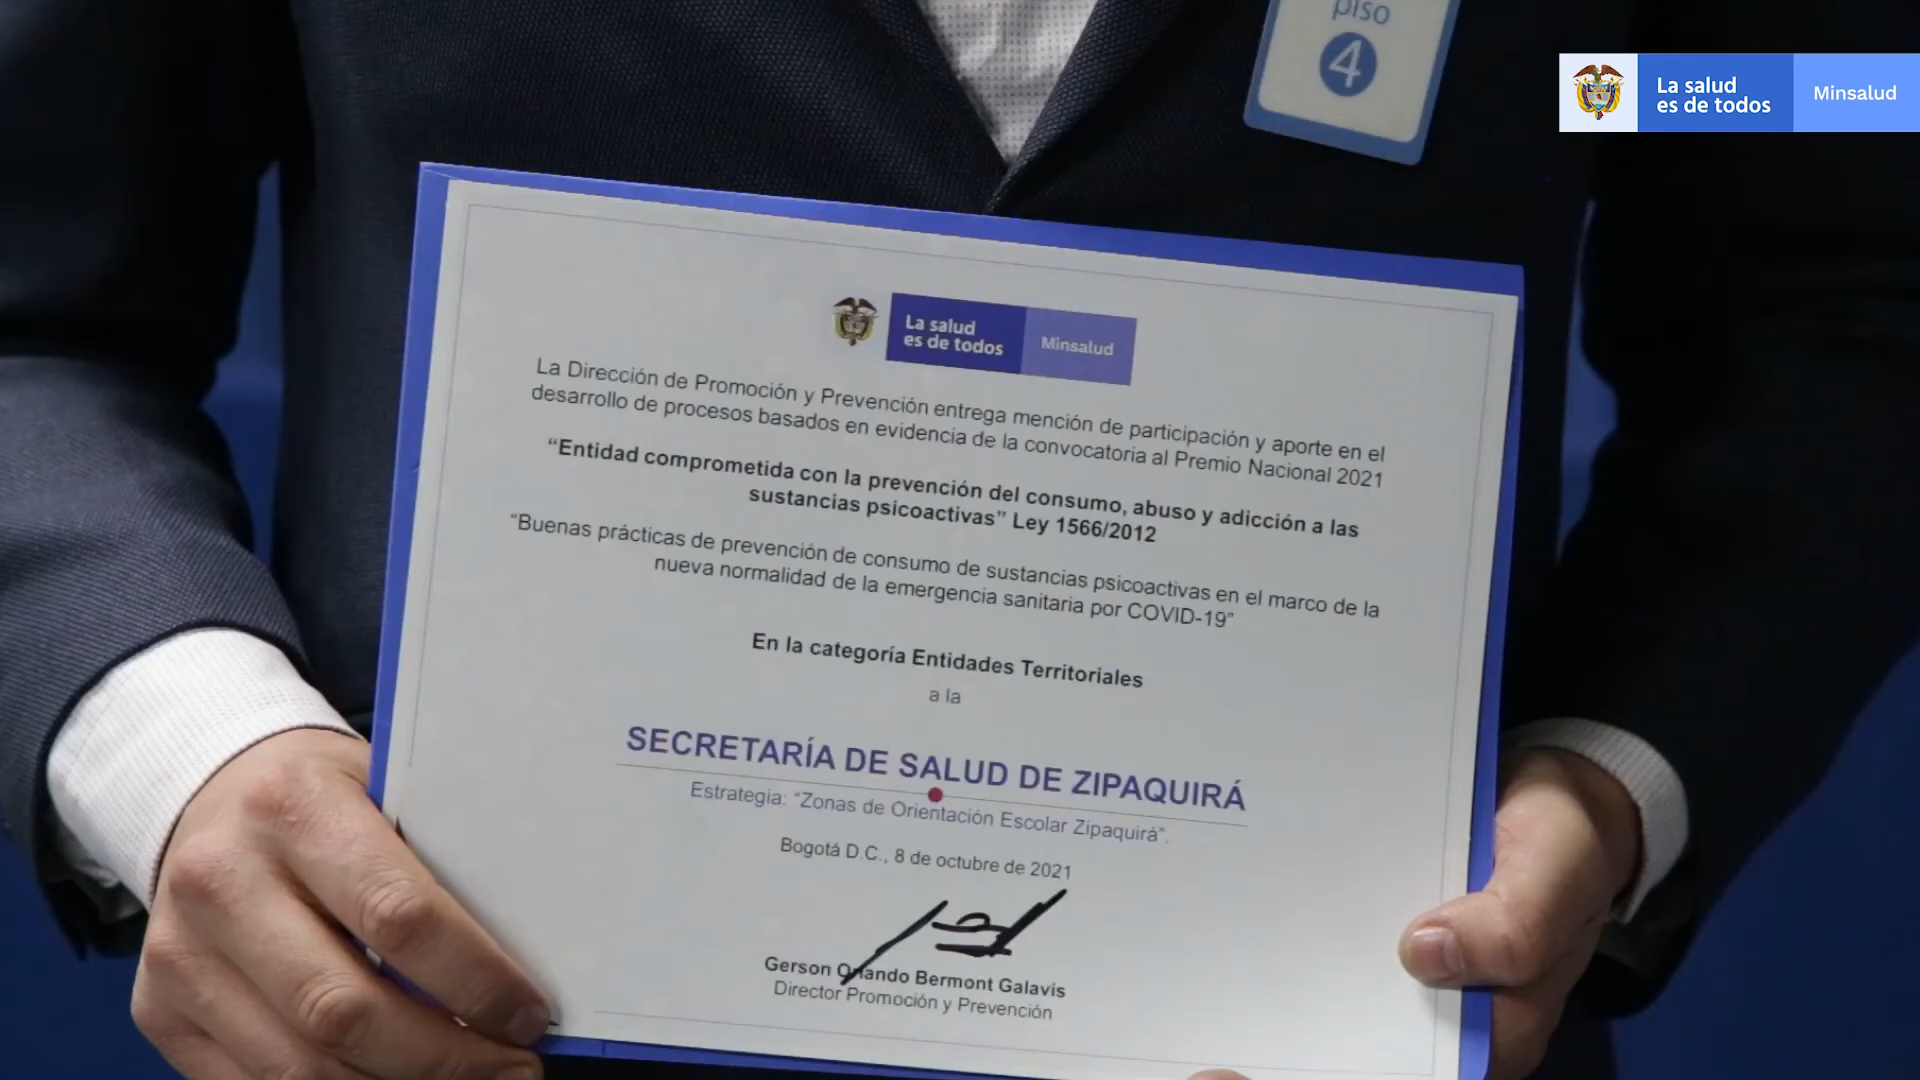 piso
4
La salud
es de todos
Minsalud
La salud
es de todos
Minsalud
La Dirección de Promoción y Prevención entrega mención de participación y aporte en el
desarrollo de procesos basados en evidencia de la convocatoria al Premio Nacional 2021
“Entidad comprometida con la prevención del consumo, abuso y adicción a las
sustancias psicoactivas” Ley 1566/2012
“Buenas prácticas de prevención de consumo de sustancias psicoactivas en el marco de la
nueva normalidad de la emergencia sanitaria por COVID-19”
En la categoría Entidades Territoriales
a la
SECRETARÍA DE SALUD DE ZIPAQUIRÁ
Estrategia: “Zonas de Orientación Escolar Zipaquirá”.
Bogotá D.C., 8 de octubre de 2021
Gerson Orlando Bermont Galavis
Director Promoción y Prevención